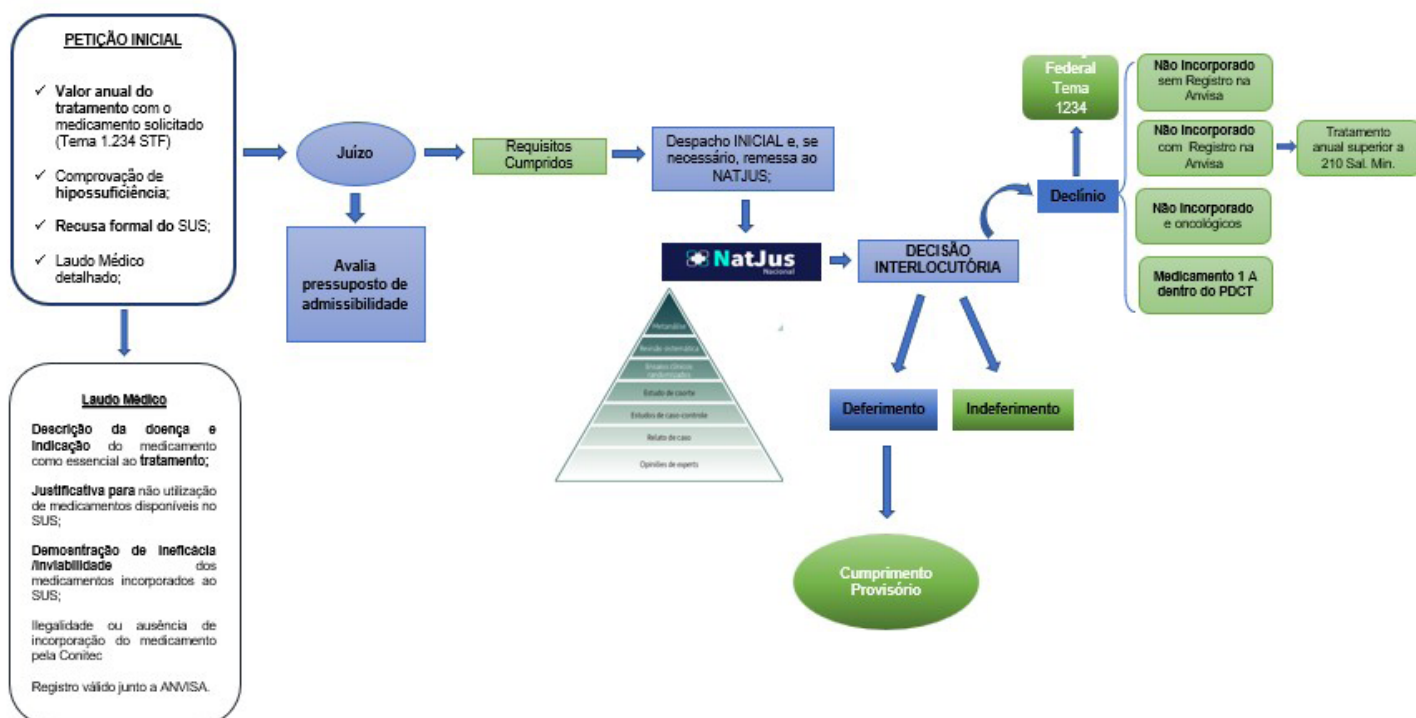 PETIÇÃO INICIAL
✓ Valor anual do
tratamento com o
medicamento solicitado
(Tema 1.234 STF)
✓ Comprovação de
hipossuficiência;
✓ Recusa formal do SUS;
✓ Laudo Médico
detalhado;
Laudo Médico
Descrição da doença e
Indicação do medicamento
como essencial ao tratamento;
Justificativa para não utilização
de medicamentos disponíveis no
SUS;
Demosntração de Ineficácia
/Inviabilidade dos
medicamentos incorporados ao
SUS;
Ilegalidade ou ausência de
incorporação do medicamento
pela Conitec
Registro válido junto a ANVISA.
Juízo
Avalia
pressuposto de
admissibilidade
Requisitos
Cumpridos
Despacho INICIAL e, se
necessário, remessa ao
NATJUS;
NatJus
Nacional
Metanálise
Revisão sistemática
Ensaios clínicos
randomizados
Estudo de coorte
Estudos de caso-controle
Relato de caso
Opiniões de experts
DECISÃO
INTERLOCUTÓRIA
Deferimento
Indeferimento
Cumprimento
Provisório
Declínio
Federal
Tema
1234
Não Incorporado
sem Registro na
Anvisa
Não Incorporado
com Registro na
Anvisa
Tratamento
anual superior a
210 Sal. Min.
Não Incorporado
e oncológicos
Medicamento 1 A
dentro do PDCT